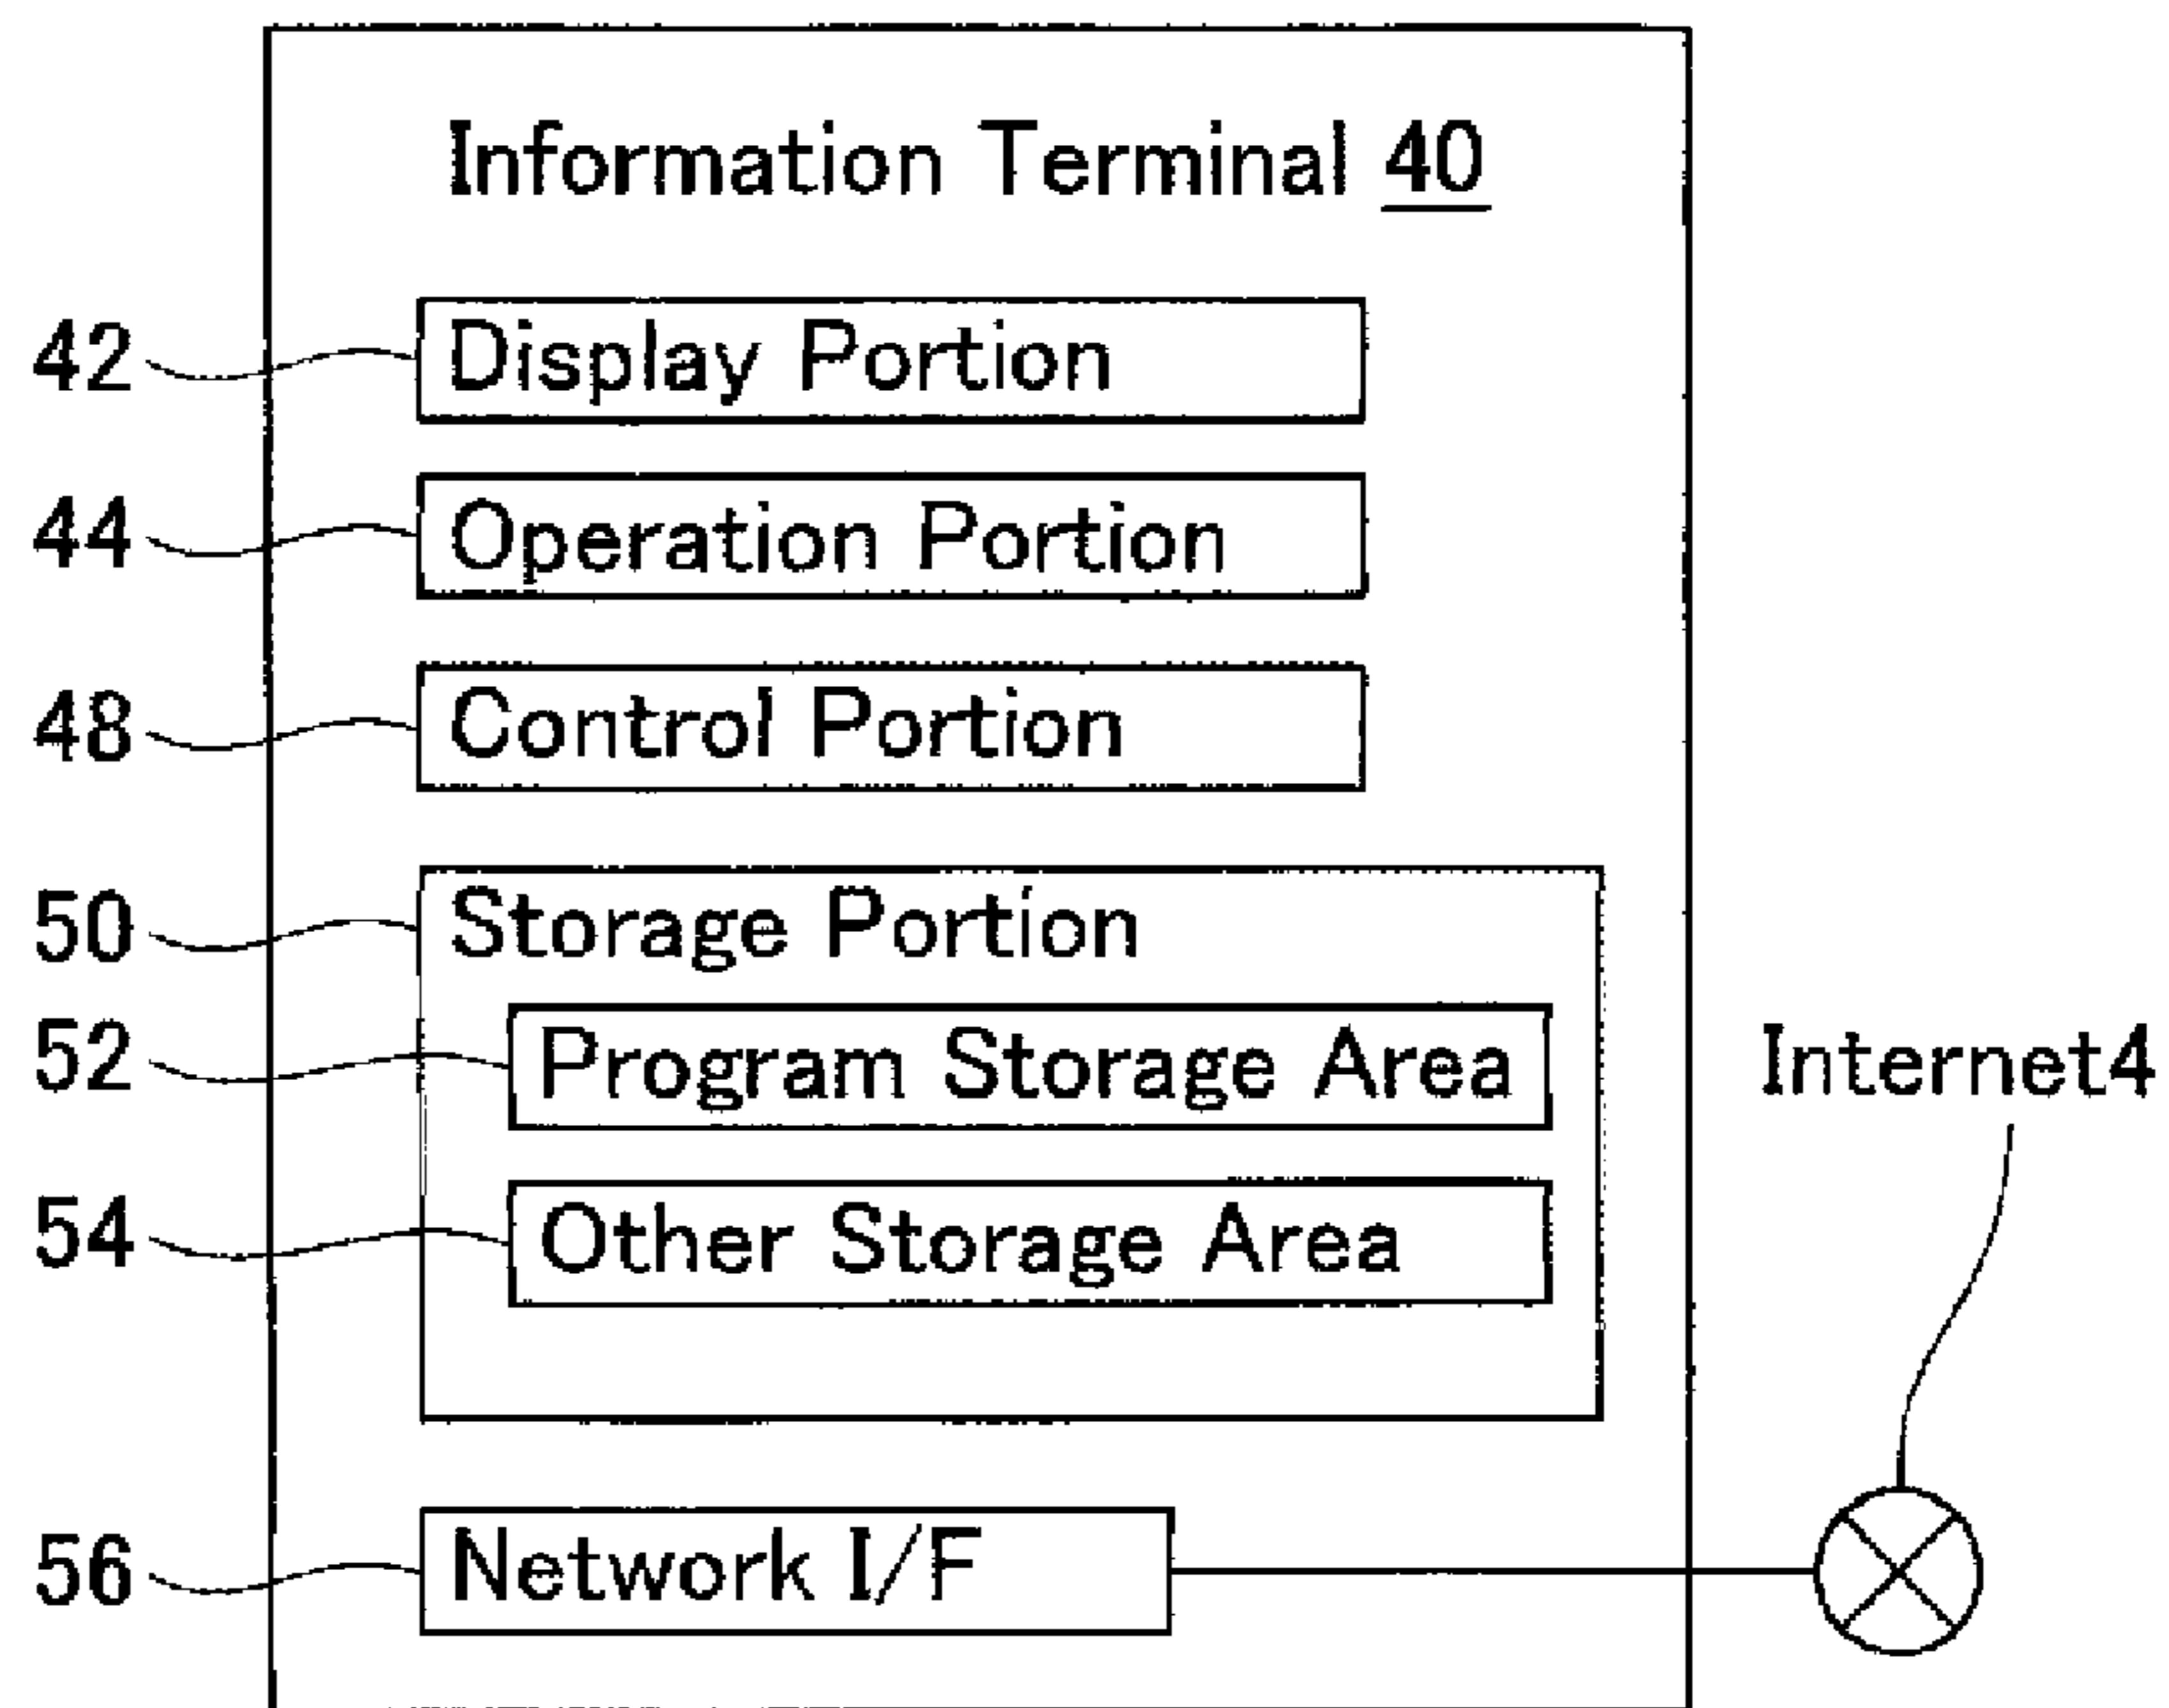 Information Terminal 40
42 Display Portion
44 Operation Portion
48 Control Portion
50 Storage Portion
52 Program Storage Area
Internet4
54 Other Storage Area
56 Network I/F